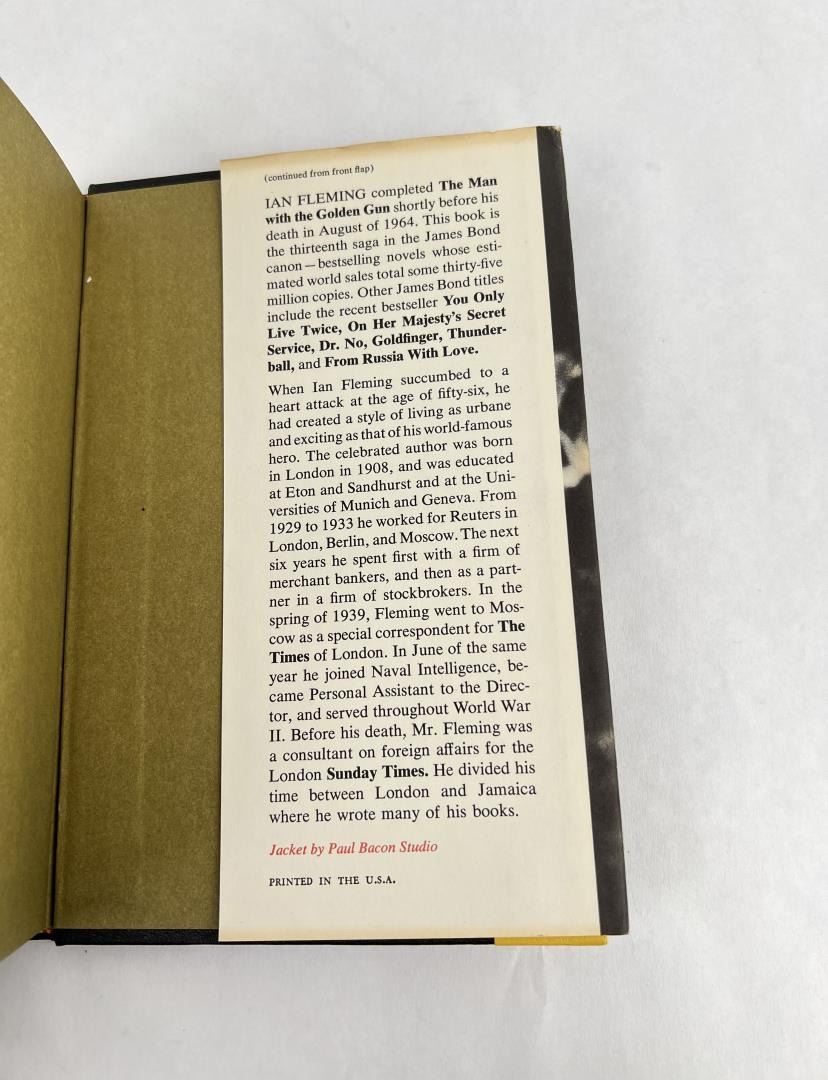 (continued from front flap)
IAN FLEMING completed The Man
with the Golden Gun shortly before his
death in August of 1964. This book is
the thirteenth saga in the James Bond
canon — bestselling novels whose esti-
mated world sales total some thirty-five
million copies. Other James Bond titles
include the recent bestseller You Only
Live Twice, On Her Majesty's Secret
Service, Dr. No, Goldfinger, Thunder-
ball, and From Russia With Love.
When Ian Fleming succumbed to a
heart attack at the age of fifty-six, he
had created a style of living as urbane
and exciting as that of his world-famous
hero. The celebrated author was born
in London in 1908, and was educated
at Eton and Sandhurst and at the Uni-
versities of Munich and Geneva. From
1929 to 1933 he worked for Reuters in
London, Berlin, and Moscow. The next
six years he spent first with a firm of
merchant bankers, and then as a part-
ner in a firm of stockbrokers. In the
spring of 1939, Fleming went to Mos-
cow as a special correspondent for The
Times of London. In June of the same
year he joined Naval Intelligence, be-
came Personal Assistant to the Direc-
tor, and served throughout World War
II. Before his death, Mr. Fleming was
a consultant on foreign affairs for the
London Sunday Times. He divided his
time between London and Jamaica
where he wrote many of his books.
Jacket by Paul Bacon Studio
PRINTED IN THE U.S.A.